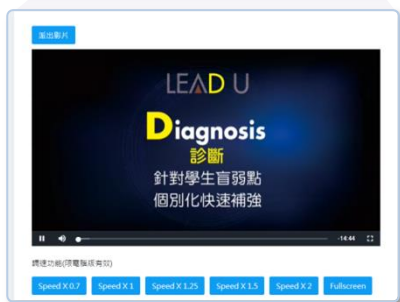 派出影片
LEAD U
Diagnosis
診斷
針對學生盲弱點
個別化快速補強
-14:44
調速功能(限電腦版有效)
Speed X 0.7
Speed X 1
Speed X 1.25
Speed X 1.5
Speed X 2
Fullscreen